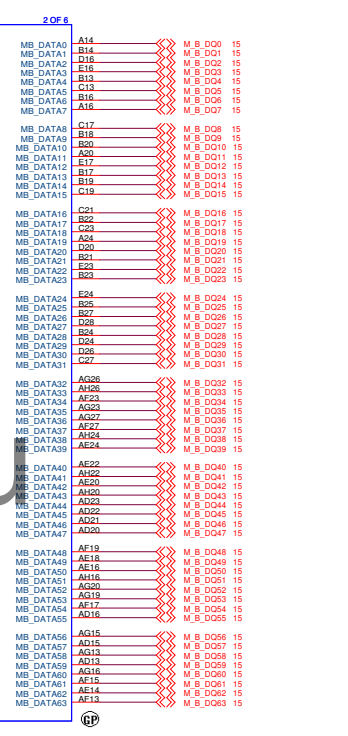 2 OF 6
MB_DATA0 A14 M_B_DQ0 15
MB_DATA1 B14 M_B_DQ1 15
MB_DATA2 D16 M_B_DQ2 15
MB_DATA3 E16 M_B_DQ3 15
MB_DATA4 B13 M_B_DQ4 15
MB_DATA5 C13 M_B_DQ5 15
MB_DATA6 B16 M_B_DQ6 15
MB_DATA7 A16 M_B_DQ7 15
MB_DATA8 C17 M_B_DQ8 15
MB_DATA9 B18 M_B_DQ9 15
MB_DATA10 B20 M_B_DQ10 15
MB_DATA11 A20 M_B_DQ11 15
MB_DATA12 E17 M_B_DQ12 15
MB_DATA13 B17 M_B_DQ13 15
MB_DATA14 B19 M_B_DQ14 15
MB_DATA15 C19 M_B_DQ15 15
MB_DATA16 C21 M_B_DQ16 15
MB_DATA17 B22 M_B_DQ17 15
MB_DATA18 C23 M_B_DQ18 15
MB_DATA19 A24 M_B_DQ19 15
MB_DATA20 D20 M_B_DQ20 15
MB_DATA21 B21 M_B_DQ21 15
MB_DATA22 E23 M_B_DQ22 15
MB_DATA23 B23 M_B_DQ23 15
MB_DATA24 E24 M_B_DQ24 15
MB_DATA25 B25 M_B_DQ25 15
MB_DATA26 B27 M_B_DQ26 15
MB_DATA27 D28 M_B_DQ27 15
MB_DATA28 B24 M_B_DQ28 15
MB_DATA29 D24 M_B_DQ29 15
MB_DATA30 D26 M_B_DQ30 15
MB_DATA31 C27 M_B_DQ31 15
MB_DATA32 AG26 M_B_DQ32 15
MB_DATA33 AH26 M_B_DQ33 15
MB_DATA34 AF23 M_B_DQ34 15
MB_DATA35 AG23 M_B_DQ35 15
MB_DATA36 AG27 M_B_DQ36 15
MB_DATA37 AF27 M_B_DQ37 15
MB_DATA38 AH24 M_B_DQ38 15
MB_DATA39 AE24 M_B_DQ39 15
MB_DATA40 AE22 M_B_DQ40 15
MB_DATA41 AH22 M_B_DQ41 15
MB_DATA42 AE20 M_B_DQ42 15
MB_DATA43 AH20 M_B_DQ43 15
MB_DATA44 AD23 M_B_DQ44 15
MB_DATA45 AD22 M_B_DQ45 15
MB_DATA46 AD21 M_B_DQ46 15
MB_DATA47 AD20 M_B_DQ47 15
MB_DATA48 AF19 M_B_DQ48 15
MB_DATA49 AE18 M_B_DQ49 15
MB_DATA50 AE16 M_B_DQ50 15
MB_DATA51 AH16 M_B_DQ51 15
MB_DATA52 AG20 M_B_DQ52 15
MB_DATA53 AG19 M_B_DQ53 15
MB_DATA54 AF17 M_B_DQ54 15
MB_DATA55 AD16 M_B_DQ55 15
MB_DATA56 AG15 M_B_DQ56 15
MB_DATA57 AD15 M_B_DQ57 15
MB_DATA58 AG13 M_B_DQ58 15
MB_DATA59 AD13 M_B_DQ59 15
MB_DATA60 AG16 M_B_DQ60 15
MB_DATA61 AF15 M_B_DQ61 15
MB_DATA62 AE14 M_B_DQ62 15
MB_DATA63 AF13 M_B_DQ63 15
GP